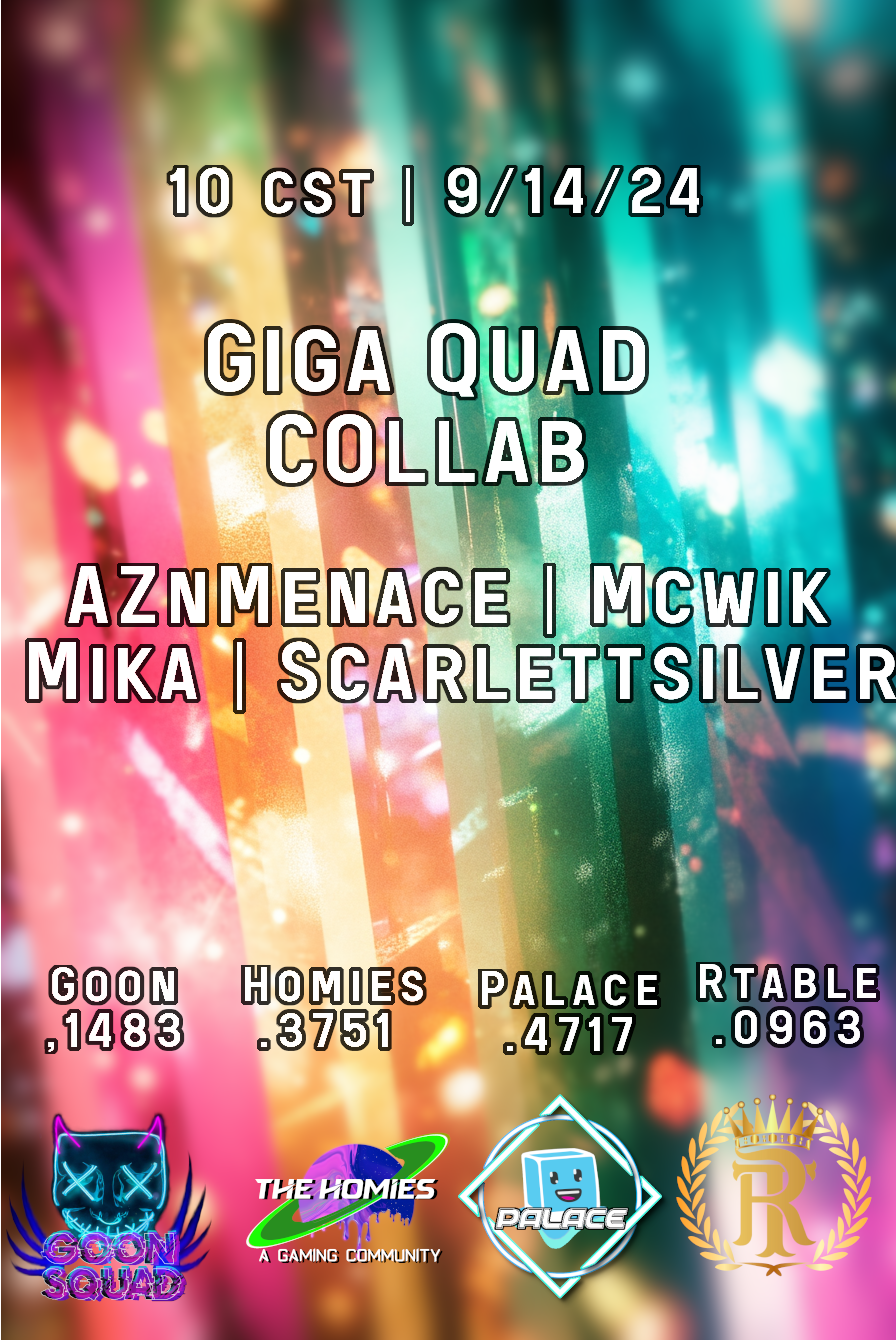 10 CST | 9/14/24
GIGA QUAD
COLLAB
AZNMENACE | MCWIK
MIKA | SCARLETTSILVER
GOON HOMIES PALACE RTABLE
,1483 .3751 .4717 .0963
GOON
SQUAD
THE HOMIES
A GAMING COMMUNITY
PALACE
RT